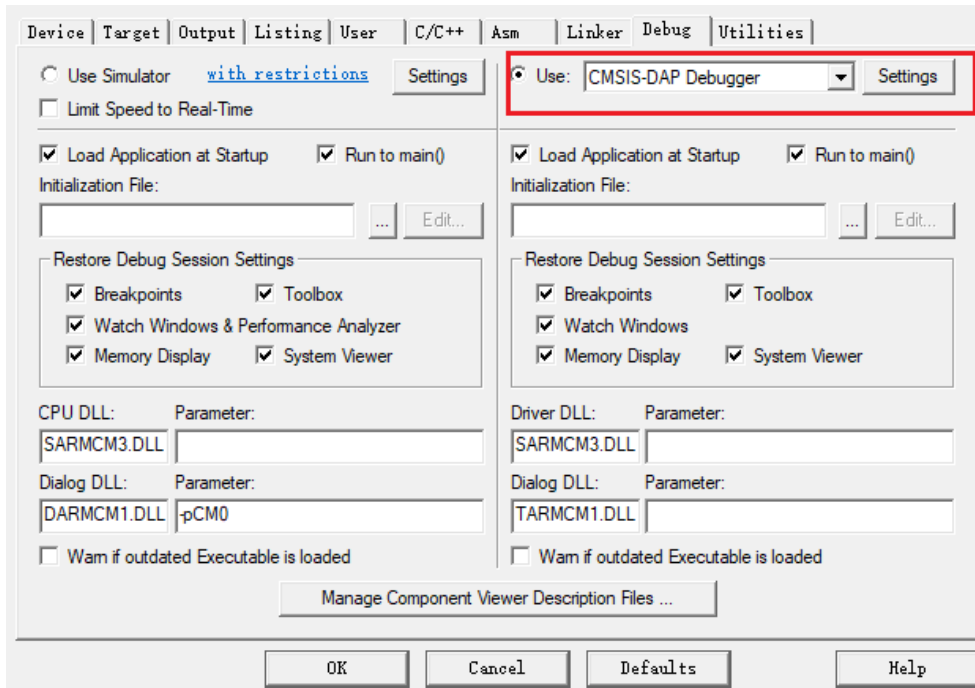 Device Target Output Listing User C/C++ Asm Linker Debug Utilities
Use Simulator with restrictions Settings
Limit Speed to Real-Time
Load Application at Startup Run to main()
Initialization File:
... Edit...
Restore Debug Session Settings
Breakpoints Toolbox
Watch Windows & Performance Analyzer
Memory Display System Viewer
CPU DLL: Parameter:
SARMCM3.DLL
Dialog DLL: Parameter:
DARMCM1.DLL -pCM0
Warn if outdated Executable is loaded
Use: CMSIS-DAP Debugger Settings
Load Application at Startup Run to main()
Initialization File:
... Edit...
Restore Debug Session Settings
Breakpoints Toolbox
Watch Windows
Memory Display System Viewer
Driver DLL: Parameter:
SARMCM3.DLL
Dialog DLL: Parameter:
TARMCM1.DLL
Warn if outdated Executable is loaded
Manage Component Viewer Description Files ...
OK Cancel Defaults Help